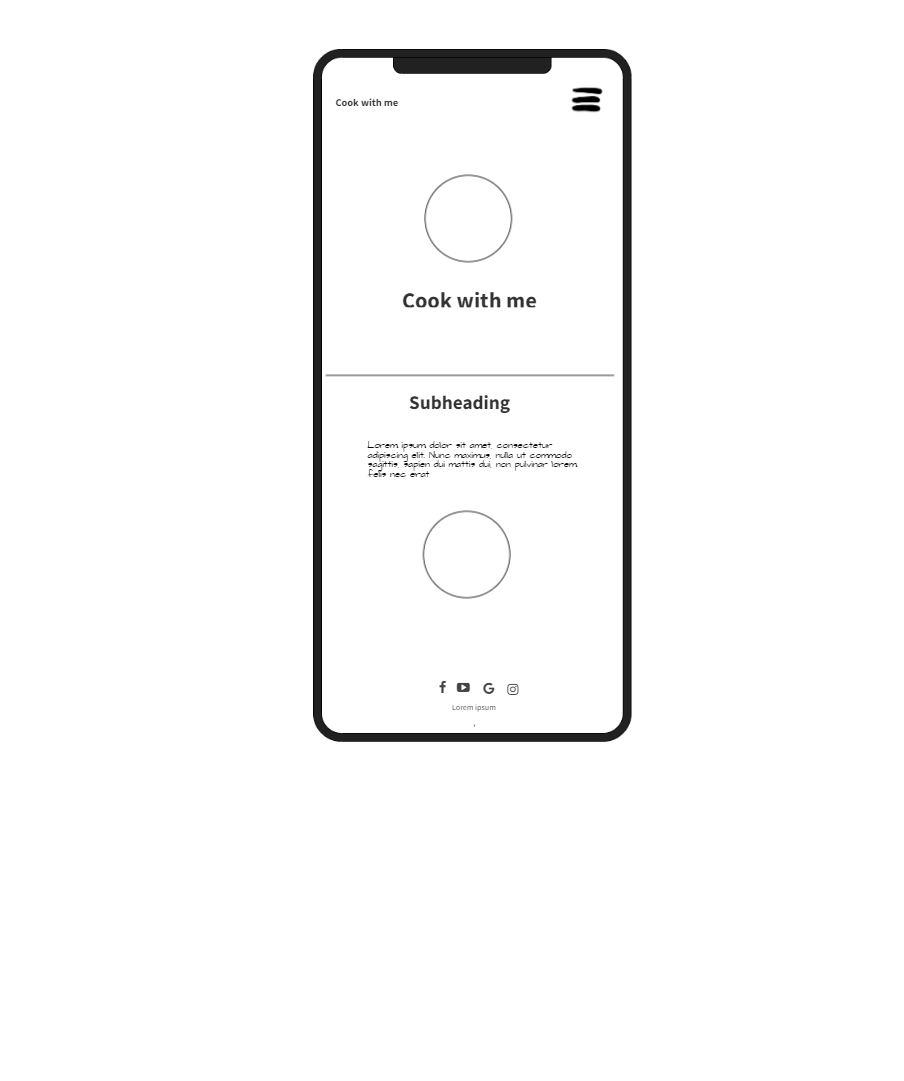 Cook with me
Cook with me
Subheading
Lorem ipsum dolor sit amet, consectetur
adipiscing elit. Nunc maximus, nulla ut commodo
sagittis, sapien dui mattis dui, non pulvinar lorem
felis nec erat.
Lorem ipsum